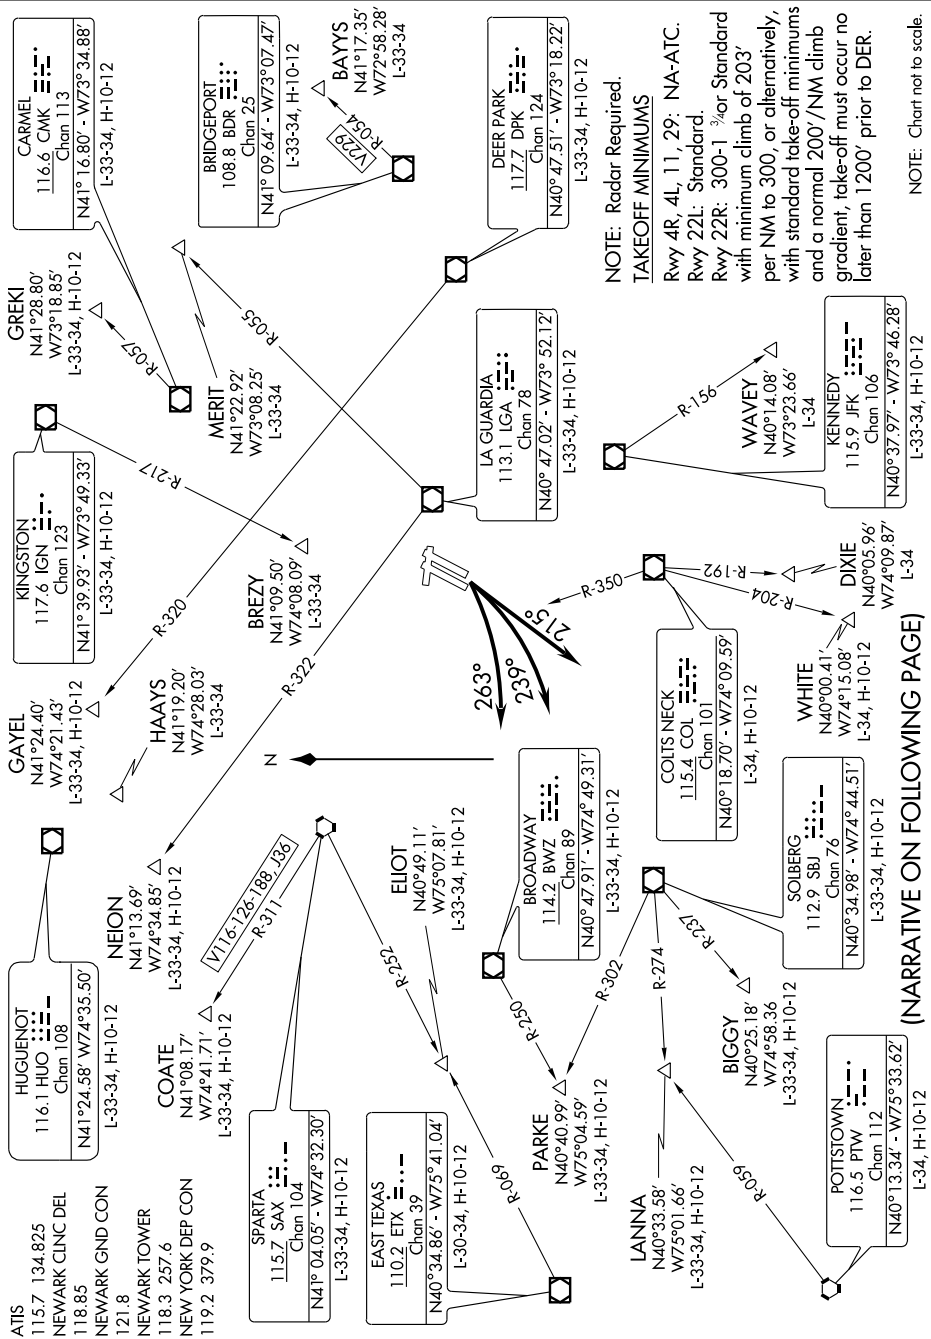 ATIS
115.7 134.825
NEWARK CLNC DEL
118.85
NEWARK GND CON
121.8
NEWARK TOWER
118.3 257.6
NEW YORK DEP CON
119.2 379.9
HUGUENOT
116.1 HUO
Chan 108
N41°24.58' W74°35.50'
L-33-34, H-10-12
GAYEL
N41°24.40'
W74°21.43'
L-33-34, H-10-12
HAAYS
N41°19.20'
W74°28.03'
L-33-34
NEION
N41°13.69'
W74°34.85'
L-33-34, H-10-12
COATE
N41°08.17'
W74°41.71'
L-33-34, H-10-12
V116-126-188, J36
R-311
SPARTA
115.7 SAX
Chan 104
N41° 04.05' - W74° 32.30'
L-33-34, H-10-12
R-252
ELIOT
N40°49.11'
W75°07.81'
L-33-34, H-10-12
EAST TEXAS
110.2 ETX
Chan 39
N40°34.86' - W75°41.04'
L-30-34, H-10-12
R-069
KINGSTON
117.6 IGN
Chan 123
N41°39.93' - W73°49.33'
L-33-34, H-10-12
R-217
BREZY
N41°09.50'
W74°08.09'
L-33-34
GREKI
N41°28.80'
W73°18.85'
L-33-34, H-10-12
R-057
CARMEL
116.6 CMK
Chan 113
N41° 16.80' - W73° 34.88'
L-33-34, H-10-12
MERIT
N41°22.92'
W73°08.25'
L-33-34
R-055
BRIDGEPORT
108.8 BDR
Chan 25
N41° 09.64' - W73°07.47'
L-33-34, H-10-12
V229
R-054
BAYYS
N41°17.35'
W72°58.28'
L-33-34
R-320
R-322
DEER PARK
117.7 DPK
Chan 124
N40°47.51' - W73°18.22'
L-33-34, H-10-12
LA GUARDIA
113.1 LGA
Chan 78
N40° 47.02' - W73° 52.12'
L-33-34, H-10-12
N
263°
239°
215°
BROADWAY
114.2 BWZ
Chan 89
N40°47.91' - W74° 49.31'
L-33-34, H-10-12
R-250
PARKE
N40°40.99'
W75°04.59'
L-33-34, H-10-12
R-302
R-274
R-237
LANNA
N40°33.58'
W75°01.66'
L-33-34, H-10-12
BIGGY
N40°25.18'
W74°58.36
L-33-34, H-10-12
SOLBERG
112.9 SBJ
Chan 76
N40°34.98' - W74°44.51'
L-33-34, H-10-12
R-059
POTTSTOWN
116.5 PTW
Chan 112
N40°13.34' - W75°33.62'
L-34, H-10-12
COLTS NECK
115.4 COL
Chan 101
N40°18.70' - W74°09.59'
L-34, H-10-12
R-350
R-192
R-204
WHITE
N40°00.41'
W74°15.08'
L-34, H-10-12
DIXIE
N40°05.96'
W74°09.87'
L-34
KENNEDY
115.9 JFK
Chan 106
N40°37.97' - W73°46.28'
L-33-34, H-10-12
R-156
WAVEY
N40°14.08'
W73°23.66'
L-34
NOTE: Radar Required.
TAKEOFF MINIMUMS
Rwy 4R, 4L, 11, 29: NA-ATC.
Rwy 22L: Standard.
Rwy 22R: 300-1 3/4 or Standard
with minimum climb of 203'
per NM to 300, or alternatively,
with standard take-off minimums
and a normal 200'/NM climb
gradient, take-off must occur no
later than 1200' prior to DER.
NOTE: Chart not to scale.
(NARRATIVE ON FOLLOWING PAGE)